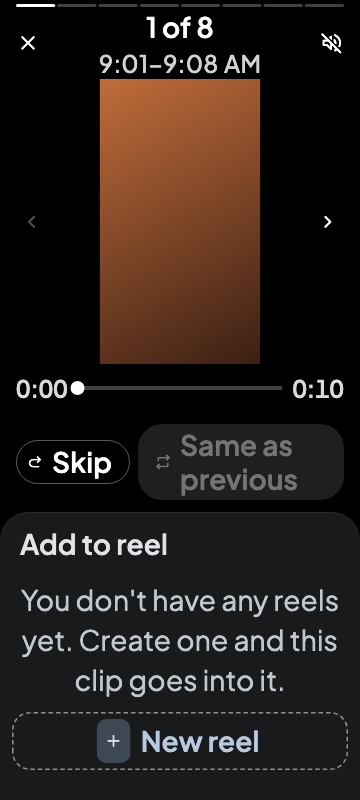 1 of 8
9:01–9:08 AM
0:00
0:10
Skip
Same as
previous
Add to reel
You don't have any reels
yet. Create one and this
clip goes into it.
+ New reel